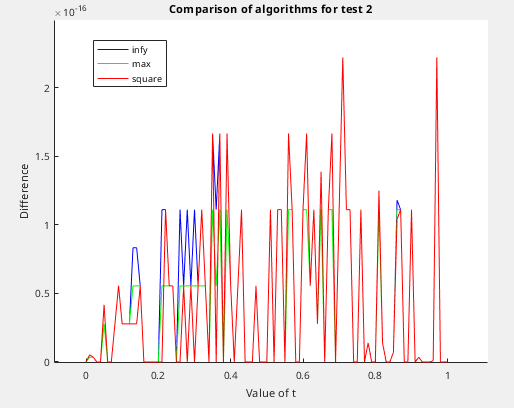 Comparison of algorithms for test 2
×10^-16
infy
max
square
2
1.5
1
0.5
0
Difference
0 0.2 0.4 0.6 0.8 1
Value of t